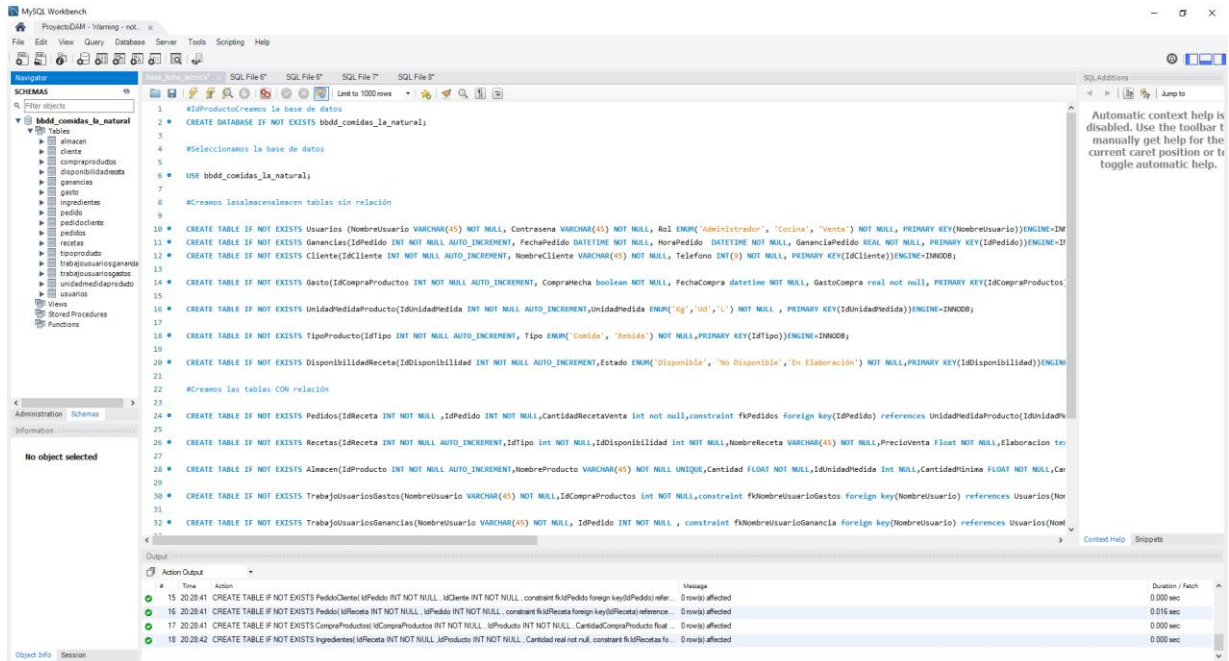 MySQL Workbench
ProyectoDAM - Warning - not...
File Edit View Query Database Server Tools Scripting Help
Navigator
SCHEMAS
Filter objects
bbdd_comidas_la_natural
Tables
almacen
cliente
compraproductos
disponibilidadreceta
ganancias
gasto
ingredientes
pedido
pedidocliente
pedidos
recetas
tipoproducto
trabajousuariosgananda
trabajousuariosgastos
unidadmedidaproducto
usuarios
Views
Stored Procedures
Functions
Administration Schemas
Information
No object selected
Object Info Session
base_ficha_tecnica* SQL File 6* SQL File 6* SQL File 7* SQL File 8*
Limit to 1000 rows
1 #IdProductoCreamos la base de datos
2 CREATE DATABASE IF NOT EXISTS bbdd_comidas_la_natural;
3
4 #Seleccionamos la base de datos
5
6 USE bbdd_comidas_la_natural;
7
8 #Creamos lasalmacenalmacen tablas sin relación
9
10 CREATE TABLE IF NOT EXISTS Usuarios (NombreUsuario VARCHAR(45) NOT NULL, Contrasena VARCHAR(45) NOT NULL, Rol ENUM('Administrador', 'Cocina', 'Venta') NOT NULL, PRIMARY KEY(NombreUsuario))ENGINE=INN
11 CREATE TABLE IF NOT EXISTS Ganancias(IdPedido INT NOT NULL AUTO_INCREMENT, FechaPedido DATETIME NOT NULL, HoraPedido DATETIME NOT NULL, GananciaPedido REAL NOT NULL, PRIMARY KEY(IdPedido))ENGINE=I
12 CREATE TABLE IF NOT EXISTS Cliente(IdCliente INT NOT NULL AUTO_INCREMENT, NombreCliente VARCHAR(45) NOT NULL, Telefono INT(9) NOT NULL, PRIMARY KEY(IdCliente))ENGINE=INNODB;
13
14 CREATE TABLE IF NOT EXISTS Gasto(IdCompraProductos INT NOT NULL AUTO_INCREMENT, CompraHecha boolean NOT NULL, FechaCompra datetime NOT NULL, GastoCompra real not null, PRIMARY KEY(IdCompraProductos)
15
16 CREATE TABLE IF NOT EXISTS UnidadMedidaProducto(IdUnidadMedida INT NOT NULL AUTO_INCREMENT,UnidadMedida ENUM('Kg','Ud','L') NOT NULL , PRIMARY KEY(IdUnidadMedida))ENGINE=INNODB;
17
18 CREATE TABLE IF NOT EXISTS TipoProducto(IdTipo INT NOT NULL AUTO_INCREMENT, Tipo ENUM('Comida', 'Bebida') NOT NULL,PRIMARY KEY(IdTipo))ENGINE=INNODB;
19
20 CREATE TABLE IF NOT EXISTS DisponibilidadReceta(IdDisponibilidad INT NOT NULL AUTO_INCREMENT,Estado ENUM('Disponible', 'No Disponible','En Elaboración') NOT NULL,PRIMARY KEY(IdDisponibilidad))ENGIN
21
22 #Creamos las tablas CON relación
23
24 CREATE TABLE IF NOT EXISTS Pedidos(IdReceta INT NOT NULL ,IdPedido INT NOT NULL,CantidadRecetaVenta int not null,constraint fkPedidos foreign key(IdPedido) references UnidadMedidaProducto(IdUnidadMe
25
26 CREATE TABLE IF NOT EXISTS Recetas(IdReceta INT NOT NULL AUTO_INCREMENT,IdTipo int NOT NULL,IdDisponibilidad int NOT NULL,NombreReceta VARCHAR(45) NOT NULL,PrecioVenta Float NOT NULL,Elaboracion te
27
28 CREATE TABLE IF NOT EXISTS Almacen(IdProducto INT NOT NULL AUTO_INCREMENT,NombreProducto VARCHAR(45) NOT NULL UNIQUE,Cantidad FLOAT NOT NULL,IdUnidadMedida Int NULL,CantidadMinima FLOAT NOT NULL,Ca
29
30 CREATE TABLE IF NOT EXISTS TrabajoUsuariosGastos(NombreUsuario VARCHAR(45) NOT NULL,IdCompraProductos int NOT NULL,constraint fkNombreUsuarioGastos foreign key(NombreUsuario) references Usuarios(Nom
31
32 CREATE TABLE IF NOT EXISTS TrabajoUsuariosGanancias(NombreUsuario VARCHAR(45) NOT NULL, IdPedido INT NOT NULL , constraint fkNombreUsuarioGanancia foreign key(NombreUsuario) references Usuarios(Nom
SQLAdditions
Jump to
Automatic context help is
disabled. Use the toolbar t
manually get help for the
current caret position or t
toggle automatic help.
Context Help Snippets
Output
Action Output
# Time Action Message Duration / Fetch
15 20:28:41 CREATE TABLE IF NOT EXISTS PedidoCliente( IdPedido INT NOT NULL , IdCliente INT NOT NULL , constraint fkIdPedido foreign key(IdPedido) refer... 0 row(s) affected 0.000 sec
16 20:28:41 CREATE TABLE IF NOT EXISTS Pedido( IdReceta INT NOT NULL , IdPedido INT NOT NULL , constraint fkIdReceta foreign key(IdReceta) reference... 0 row(s) affected 0.016 sec
17 20:28:41 CREATE TABLE IF NOT EXISTS CompraProductos( IdCompraProductos INT NOT NULL , IdProducto INT NOT NULL , CantidadCompraProducto float ... 0 row(s) affected 0.000 sec
18 20:28:42 CREATE TABLE IF NOT EXISTS Ingredientes( IdReceta INT NOT NULL ,IdProducto INT NOT NULL , Cantidad real not null, constraint fkIdRecetas fo... 0 row(s) affected 0.000 sec